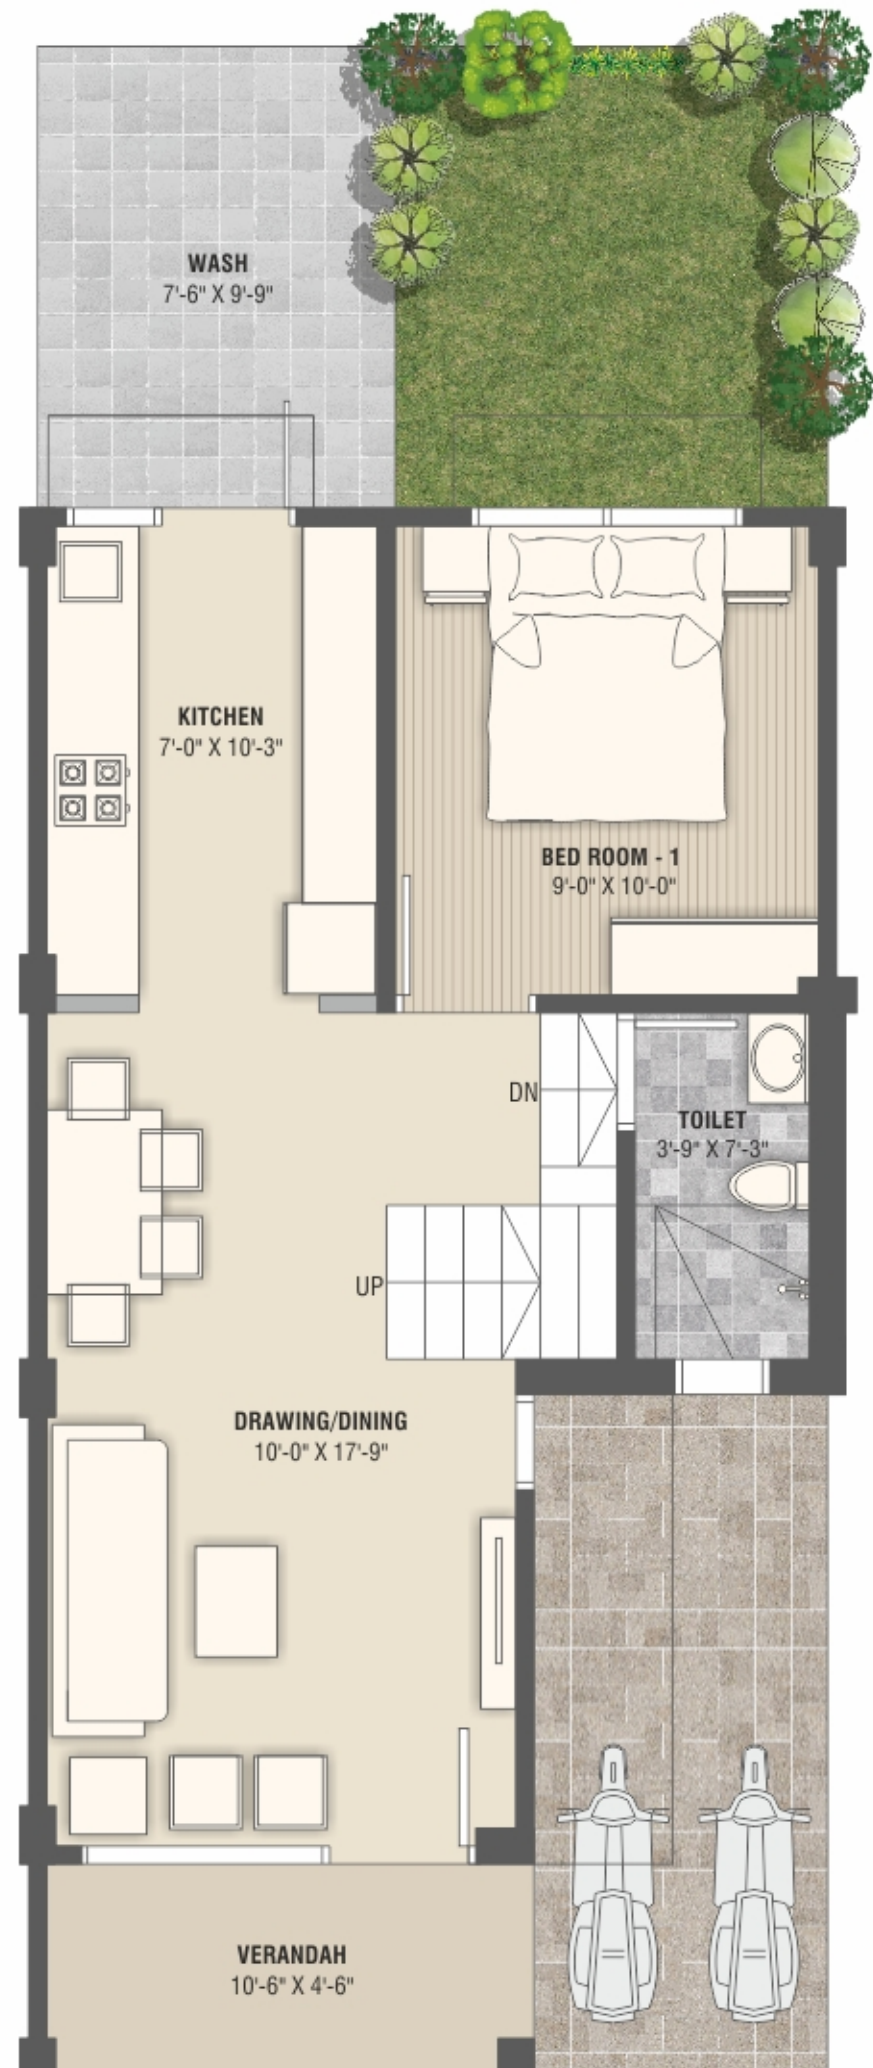 WASH
7'-6" X 9'-9"
KITCHEN
7'-0" X 10'-3"
BED ROOM - 1
9'-0" X 10'-0"
DN
TOILET
3'-9" X 7'-3"
UP
DRAWING/DINING
10'-0" X 17'-9"
VERANDAH
10'-6" X 4'-6"